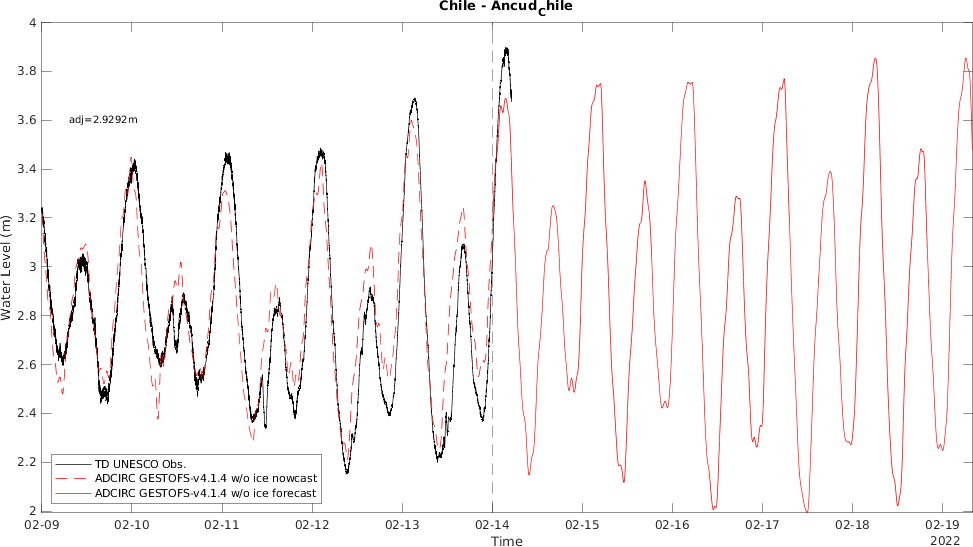 Chile - Ancud_Chile
4
3.8
3.6
3.4
3.2
3
2.8
2.6
2.4
2.2
2
Water Level (m)
adj=2.9292m
TD UNESCO Obs.
ADCIRC GESTOFS-v4.1.4 w/o ice nowcast
ADCIRC GESTOFS-v4.1.4 w/o ice forecast
02-09 02-10 02-11 02-12 02-13 02-14 02-15 02-16 02-17 02-18 02-19
Time 2022